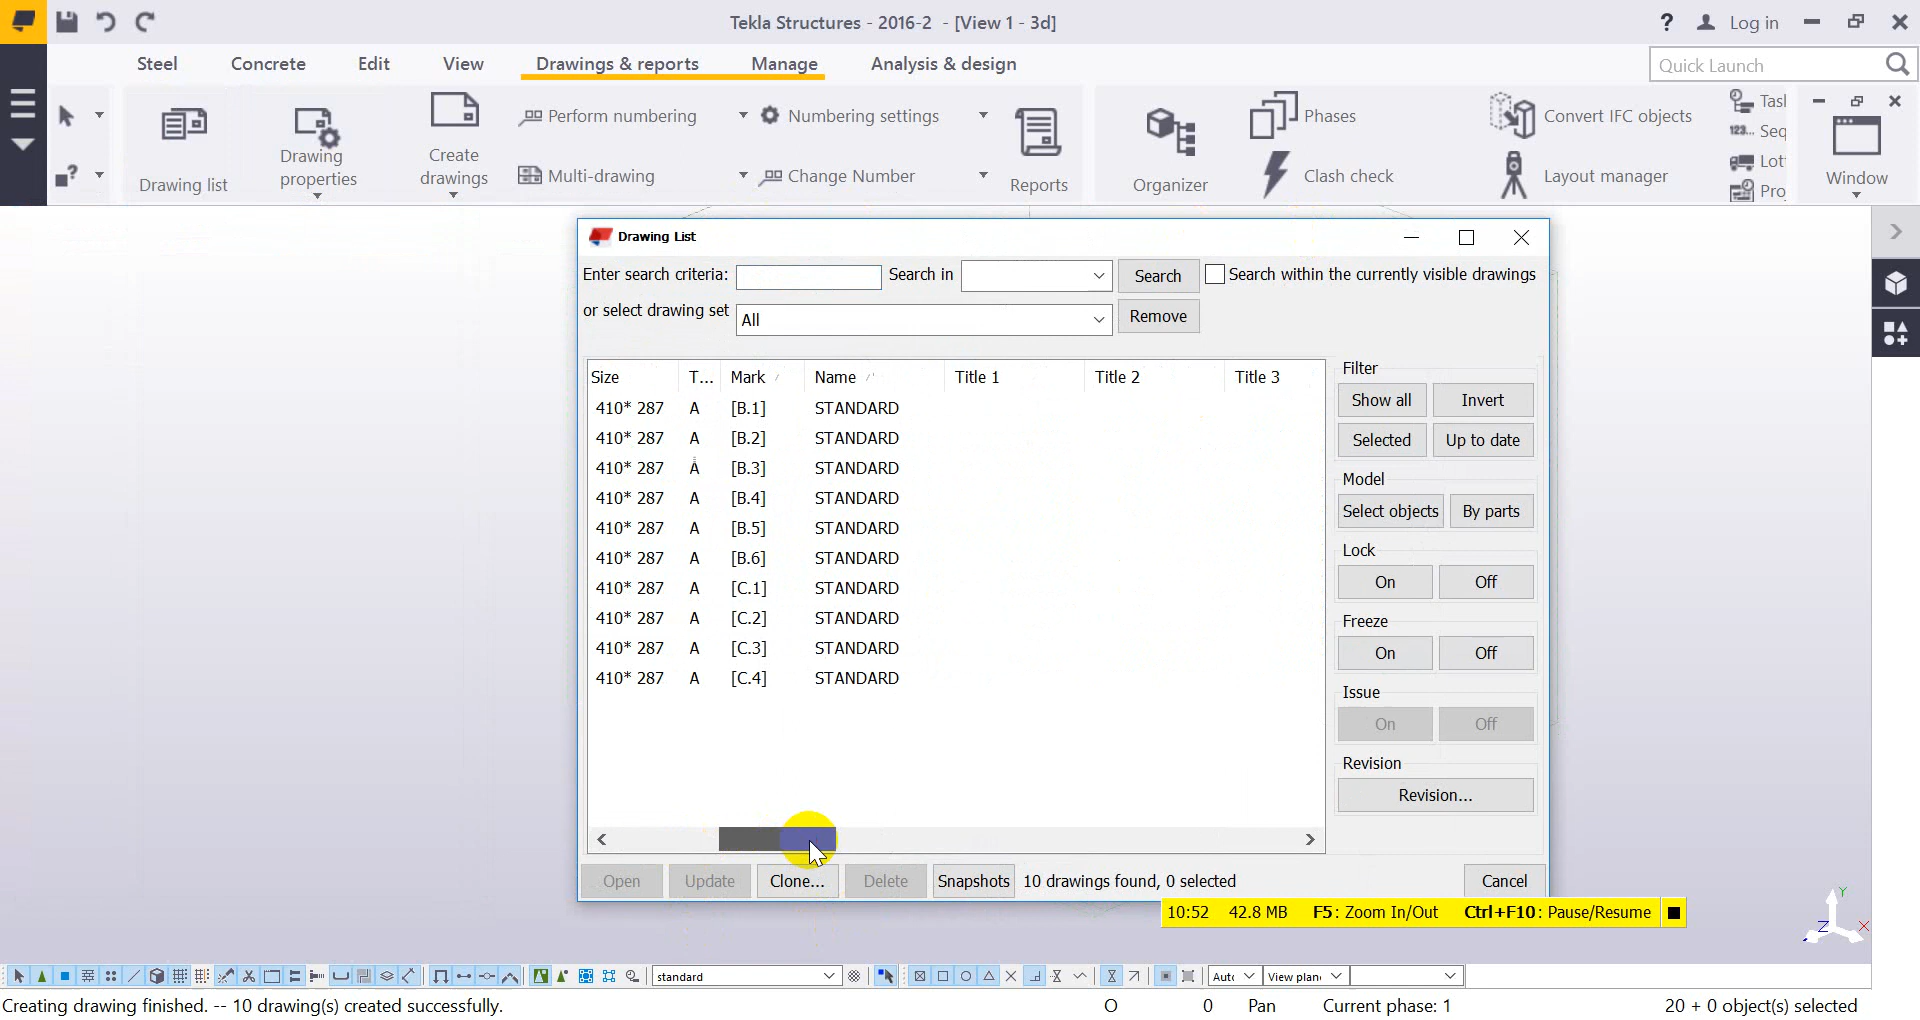 Tekla Structures - 2016-2 - [View 1 - 3d]
? Log in
Steel Concrete Edit View Drawings & reports Manage Analysis & design
Quick Launch
Drawing list
Drawing
properties
Create
drawings
Perform numbering
Multi-drawing
Numbering settings
Change Number
Reports
Organizer
Phases
Clash check
Convert IFC objects
Layout manager
Tasl
123... Seq
Lot
Pro
Window
Drawing List
Enter search criteria: Search in Search Search within the currently visible drawings
or select drawing set All Remove
Size T... Mark Name Title 1 Title 2 Title 3
410* 287 A [B.1] STANDARD
410* 287 A [B.2] STANDARD
410* 287 A [B.3] STANDARD
410* 287 A [B.4] STANDARD
410* 287 A [B.5] STANDARD
410* 287 A [B.6] STANDARD
410* 287 A [C.1] STANDARD
410* 287 A [C.2] STANDARD
410* 287 A [C.3] STANDARD
410* 287 A [C.4] STANDARD
Filter
Show all Invert
Selected Up to date
Model
Select objects By parts
Lock
On Off
Freeze
On Off
Issue
On Off
Revision
Revision...
Open Update Clone... Delete Snapshots 10 drawings found, 0 selected Cancel
10:52 42.8 MB F5: Zoom In/Out Ctrl+F10: Pause/Resume
Y
Z X
standard Aut View plan
Creating drawing finished. -- 10 drawing(s) created successfully. O 0 Pan Current phase: 1 20 + 0 object(s) selected